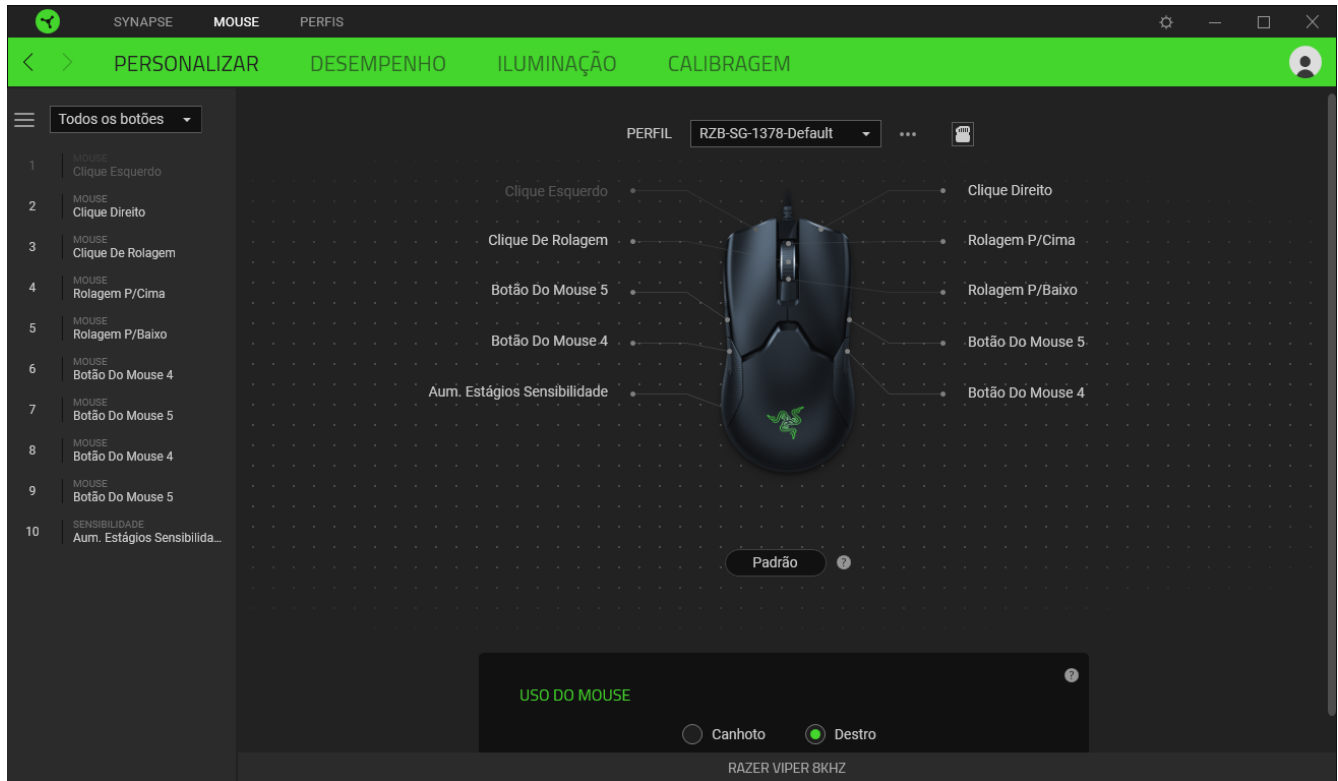 SYNAPSE MOUSE PERFIS
PERSONALIZAR DESEMPENHO ILUMINAÇÃO CALIBRAGEM
Todos os botões
1 MOUSE
Clique Esquerdo
2 MOUSE
Clique Direito
3 MOUSE
Clique De Rolagem
4 MOUSE
Rolagem P/Cima
5 MOUSE
Rolagem P/Baixo
6 MOUSE
Botão Do Mouse 4
7 MOUSE
Botão Do Mouse 5
8 MOUSE
Botão Do Mouse 4
9 MOUSE
Botão Do Mouse 5
10 SENSIBILIDADE
Aum. Estágios Sensibilida...
PERFIL RZB-SG-1378-Default
Clique Esquerdo Clique Direito
Clique De Rolagem Rolagem P/Cima
Botão Do Mouse 5 Rolagem P/Baixo
Botão Do Mouse 4 Botão Do Mouse 5
Aum. Estágios Sensibilidade Botão Do Mouse 4
Padrão ?
?
USO DO MOUSE
Canhoto Destro
RAZER VIPER 8KHZ